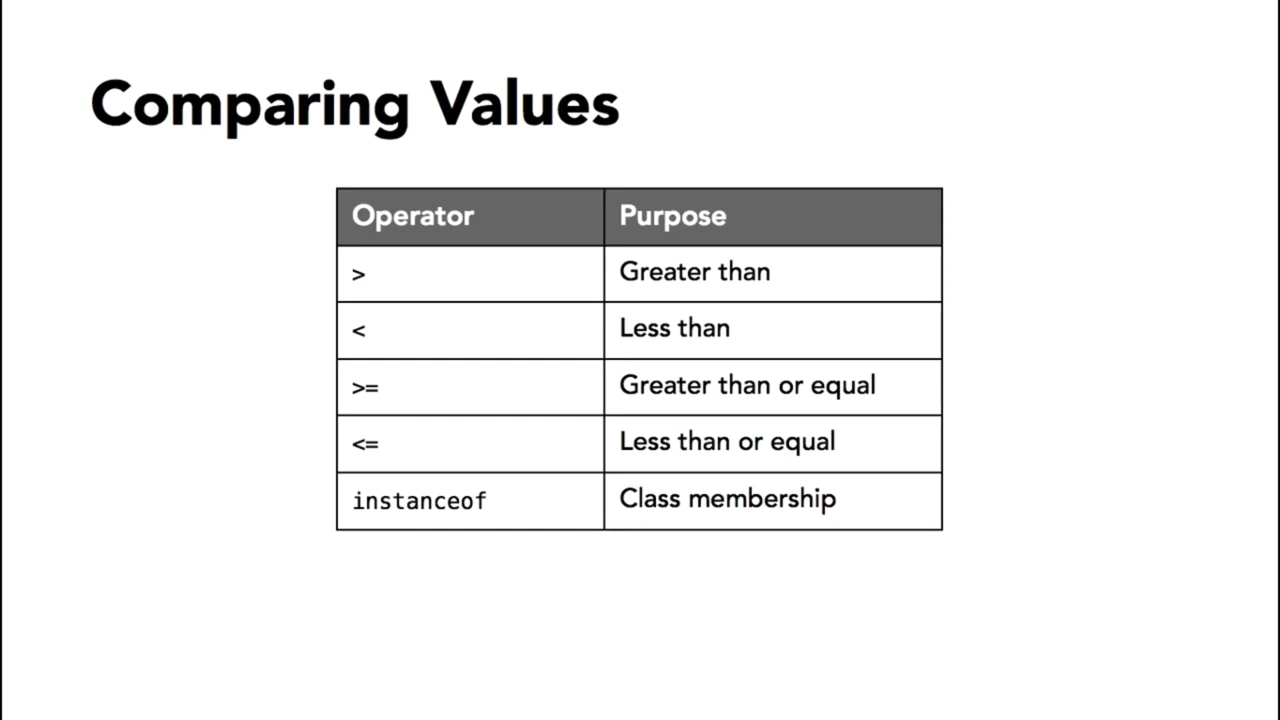 Comparing Values
Operator Purpose
> Greater than
< Less than
>= Greater than or equal
<= Less than or equal
instanceof Class membership